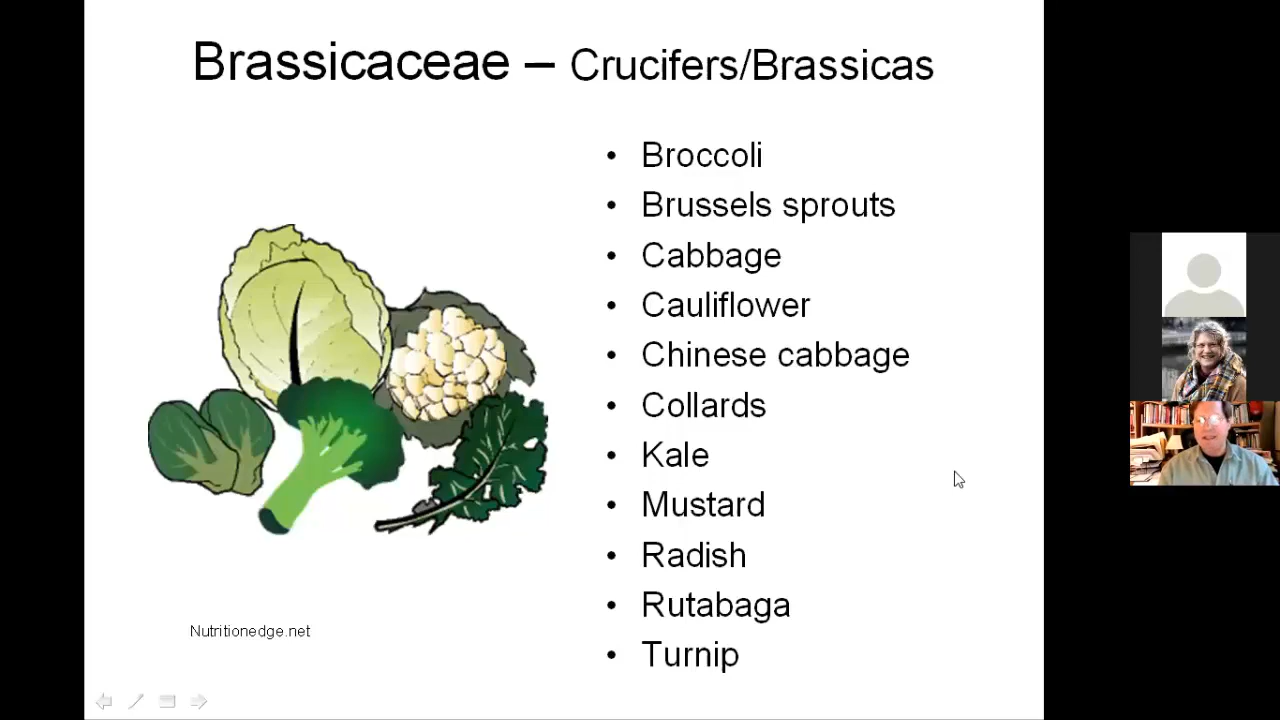 Brassicaceae – Crucifers/Brassicas
• Broccoli
• Brussels sprouts
• Cabbage
• Cauliflower
• Chinese cabbage
• Collards
• Kale
• Mustard
• Radish
• Rutabaga
• Turnip
Nutritionedge.net